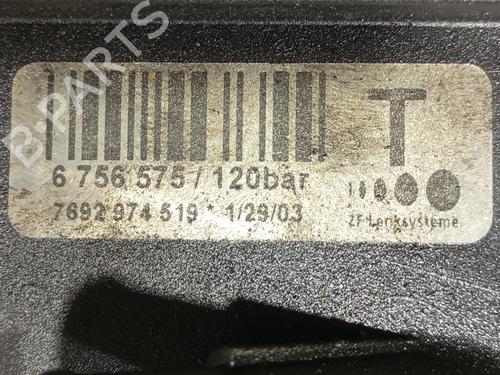 B-PARTS
T
6 756 575 / 120bar
7692 974 519 * 1/29/03
ZF-Lenksysteme